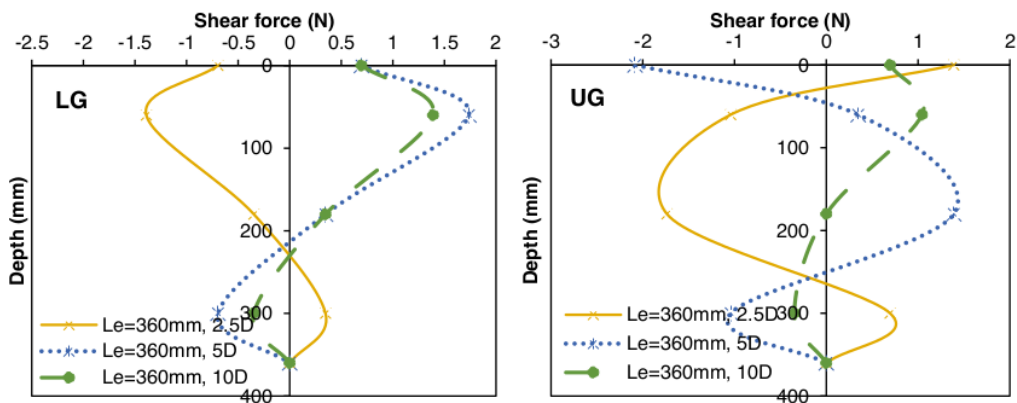 Shear force (N)
-2.5 -2 -1.5 -1 -0.5 0 0.5 1 1.5 2
LG
Depth (mm)
0
100
200
300
400
Le=360mm, 2.5D
Le=360mm, 5D
Le=360mm, 10D
Shear force (N)
-3 -2 -1 0 1 2
UG
Depth (mm)
0
100
200
300
400
Le=360mm, 2.5D
Le=360mm, 5D
Le=360mm, 10D